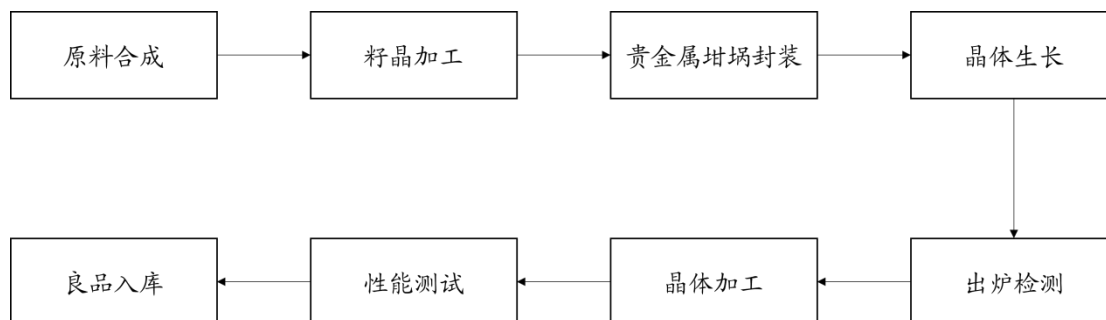 原料合成
籽晶加工
贵金属坩埚封装
晶体生长
出炉检测
晶体加工
性能测试
良品入库